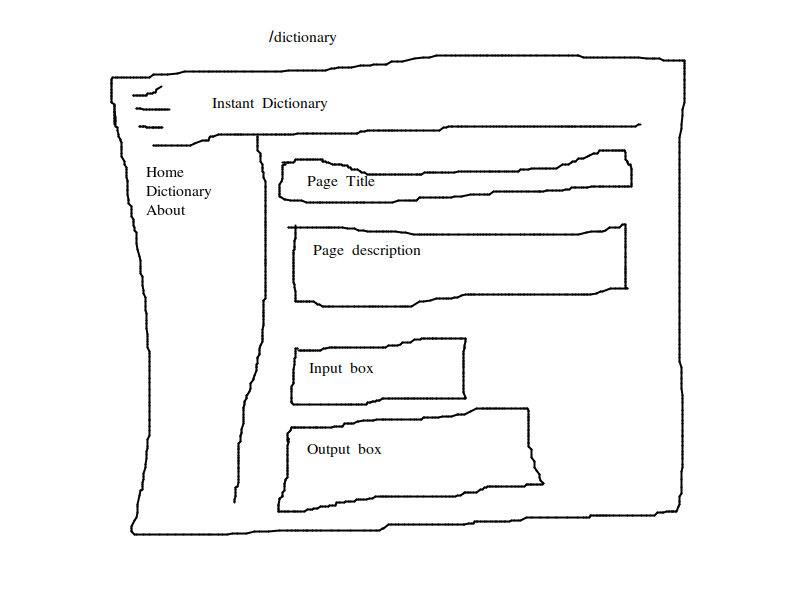 /dictionary
Instant Dictionary
Home
Dictionary
About
Page Title
Page description
Input box
Output box